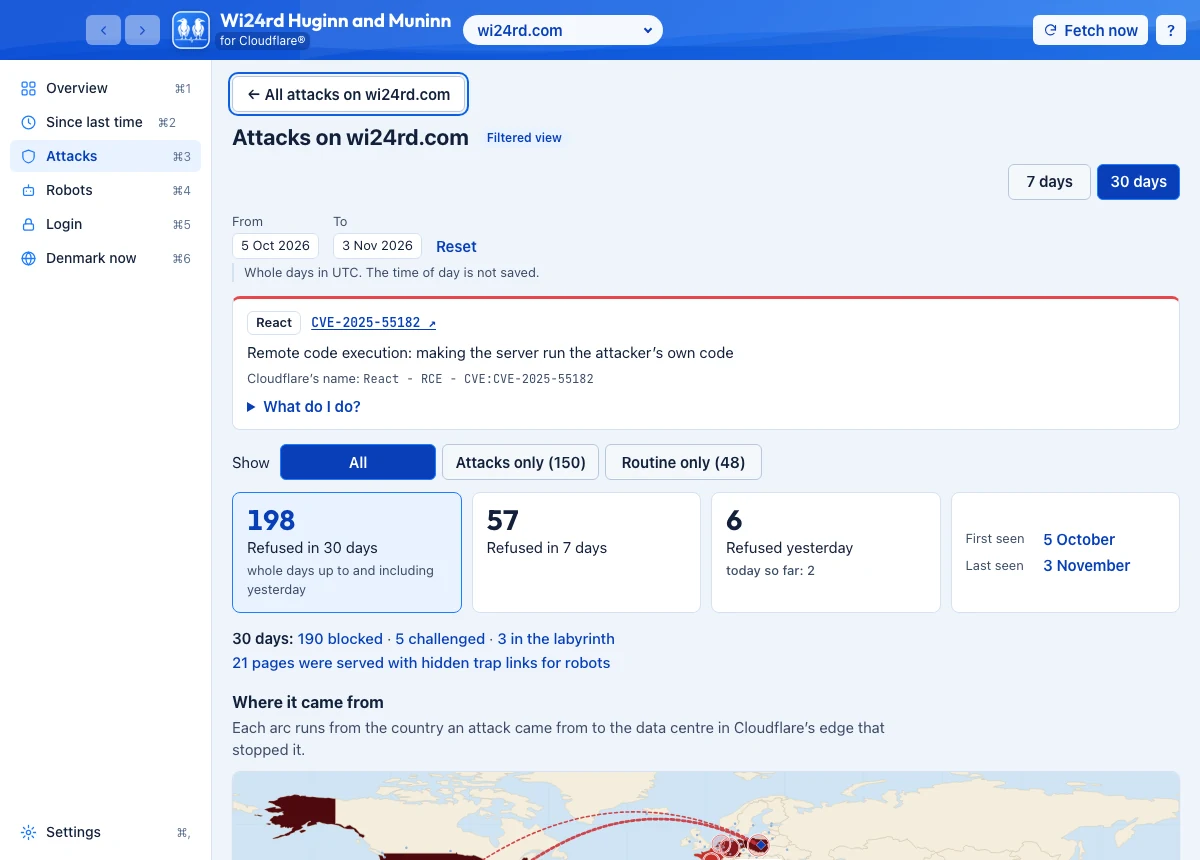 Wi24rd Huginn and Muninn
for Cloudflare®
wi24rd.com
Fetch now
?
Overview ⌘1
Since last time ⌘2
Attacks ⌘3
Robots ⌘4
Login ⌘5
Denmark now ⌘6
Settings ⌘,
← All attacks on wi24rd.com
Attacks on wi24rd.com Filtered view
7 days 30 days
From To
5 Oct 2026 3 Nov 2026 Reset
Whole days in UTC. The time of day is not saved.
React CVE-2025-55182 ↗
Remote code execution: making the server run the attacker’s own code
Cloudflare’s name: React - RCE - CVE:CVE-2025-55182
What do I do?
Show All Attacks only (150) Routine only (48)
198
Refused in 30 days
whole days up to and including
yesterday
57
Refused in 7 days
6
Refused yesterday
today so far: 2
First seen 5 October
Last seen 3 November
30 days: 190 blocked · 5 challenged · 3 in the labyrinth
21 pages were served with hidden trap links for robots
Where it came from
Each arc runs from the country an attack came from to the data centre in Cloudflare’s edge that
stopped it.